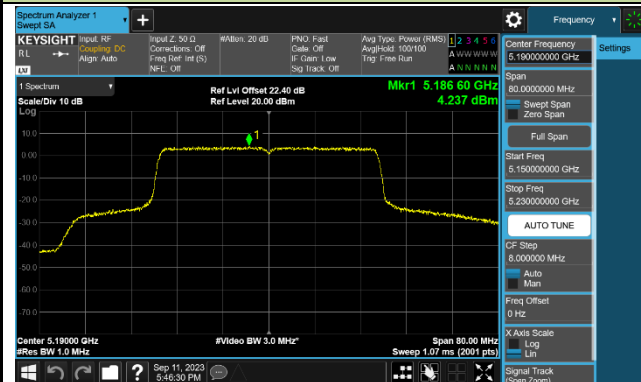 Spectrum Analyzer 1
Swept SA
Frequency
KEYSIGHT
RL
Input: RF
Coupling: DC
Align: Auto
Input Z: 50 Ω
Corrections: Off
Freq Ref: Int (S)
NFE: Off
#Atten: 20 dB
PNO: Fast
Gate: Off
IF Gain: Low
Sig Track: Off
Avg Type: Power (RMS)
Avg|Hold: 100/100
Trig: Free Run
1 2 3 4 5 6
A W W W W W
A N N N N N
1 Spectrum
Scale/Div 10 dB
Log
Ref Lvl Offset 22.40 dB
Ref Level 20.00 dBm
Mkr1 5.186 60 GHz
4.237 dBm
1
10.0
0.00
-10.0
-20.0
-30.0
-40.0
-50.0
-60.0
-70.0
Center 5.19000 GHz
#Res BW 1.0 MHz
#Video BW 3.0 MHz*
Span 80.00 MHz
Sweep 1.07 ms (2001 pts)
Sep 11, 2023
5:46:30 PM
Center Frequency
5.190000000 GHz
Settings
Span
80.0000000 MHz
Swept Span
Zero Span
Full Span
Start Freq
5.150000000 GHz
Stop Freq
5.230000000 GHz
AUTO TUNE
CF Step
8.000000 MHz
Auto
Man
Freq Offset
0 Hz
X Axis Scale
Log
Lin
Signal Track
(Span Zoom)